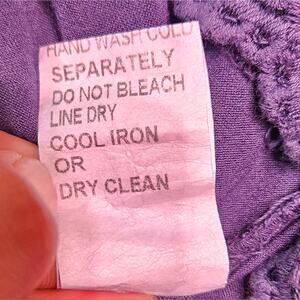 HAND WASH COLD
SEPARATELY
DO NOT BLEACH
LINE DRY
COOL IRON
OR
DRY CLEAN